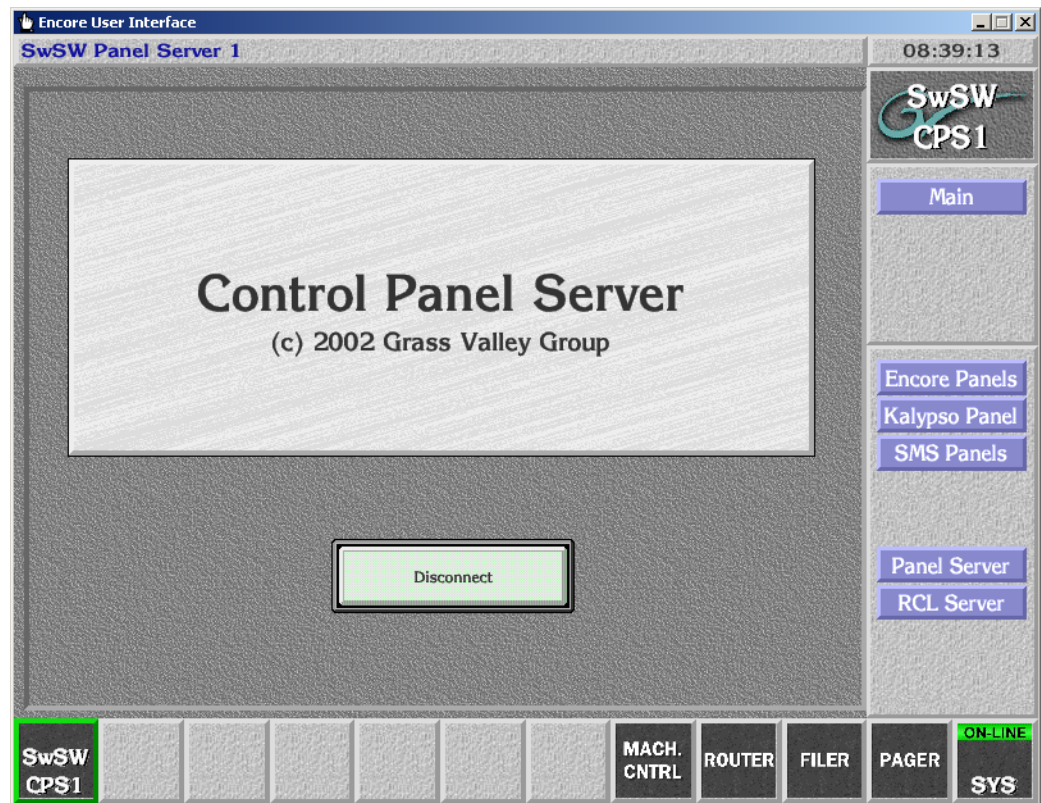 Encore User Interface
SwSW Panel Server 1
08:39:13
SwSW
CPS1
Main
Control Panel Server
(c) 2002 Grass Valley Group
Encore Panels
Kalypso Panel
SMS Panels
Disconnect
Panel Server
RCL Server
SwSW
CPS1
MACH.
CNTRL
ROUTER
FILER
PAGER
ON-LINE
SYS